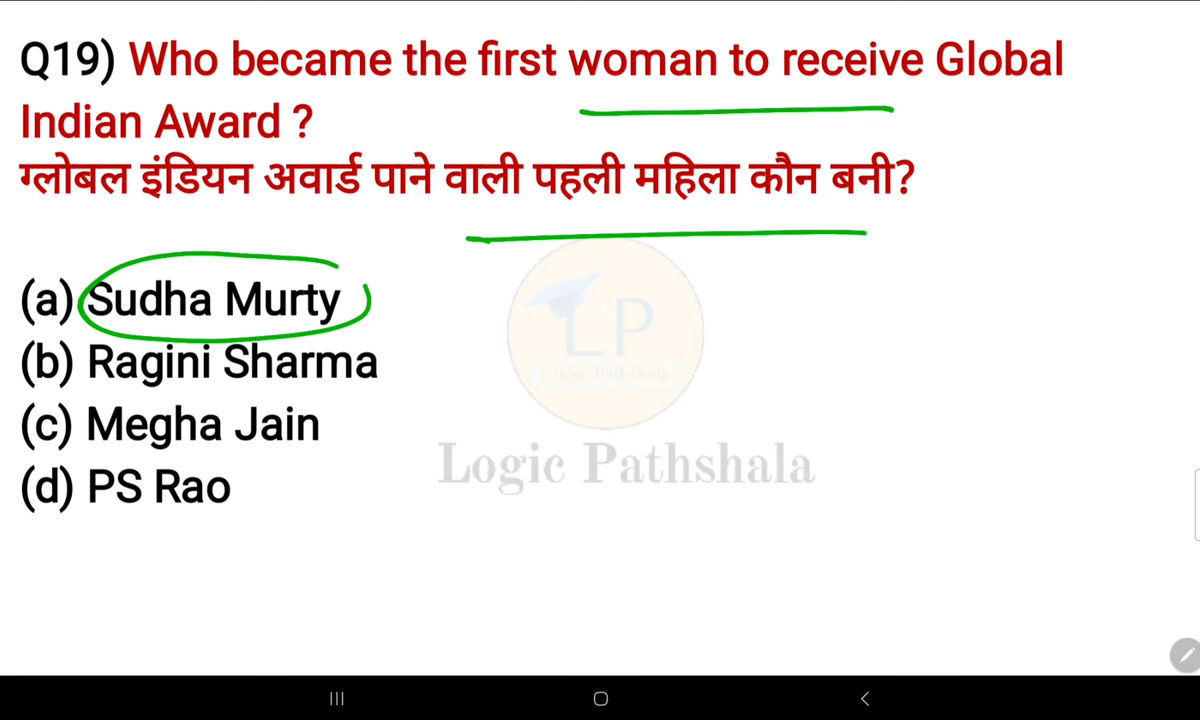 Q19) Who became the first woman to receive Global
Indian Award ?
ग्लोबल इंडियन अवार्ड पाने वाली पहली महिला कौन बनी?
(a) Sudha Murty
(b) Ragini Sharma
(c) Megha Jain
(d) PS Rao
LP
Logic Pathshala
Logic Pathshala